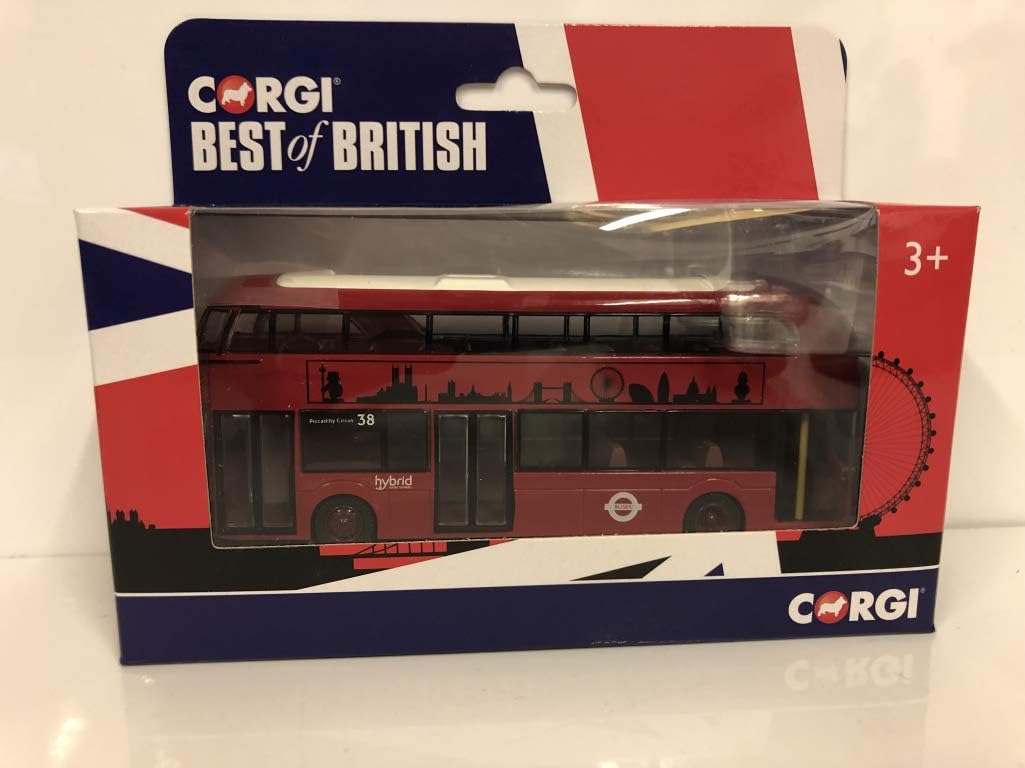 CORGI®
BEST of BRITISH
3+
Piccadilly Circus 38
hybrid
BUSES
CORGI